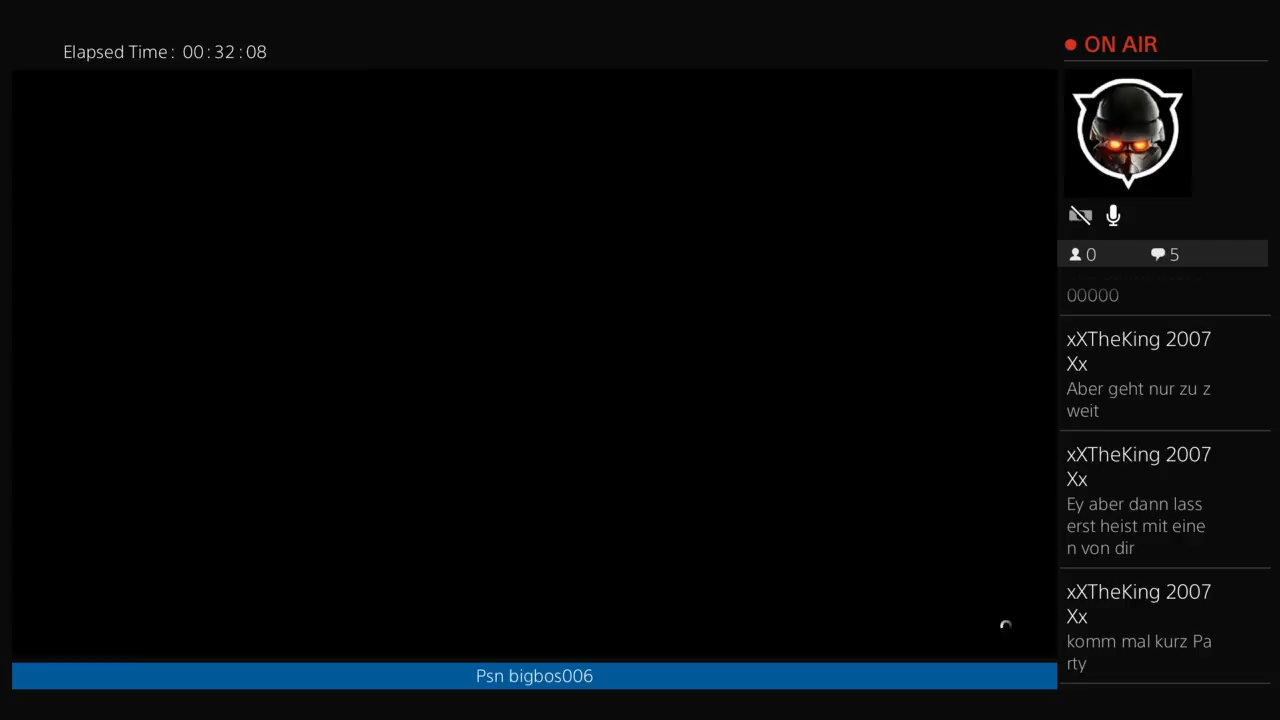 Elapsed Time: 00:32:08
ON AIR
0
5
00000
xXTheKing 2007
Xx
Aber geht nur zu z
weit
xXTheKing 2007
Xx
Ey aber dann lass
erst heist mit eine
n von dir
xXTheKing 2007
Xx
komm mal kurz Pa
rty
Psn bigbos006